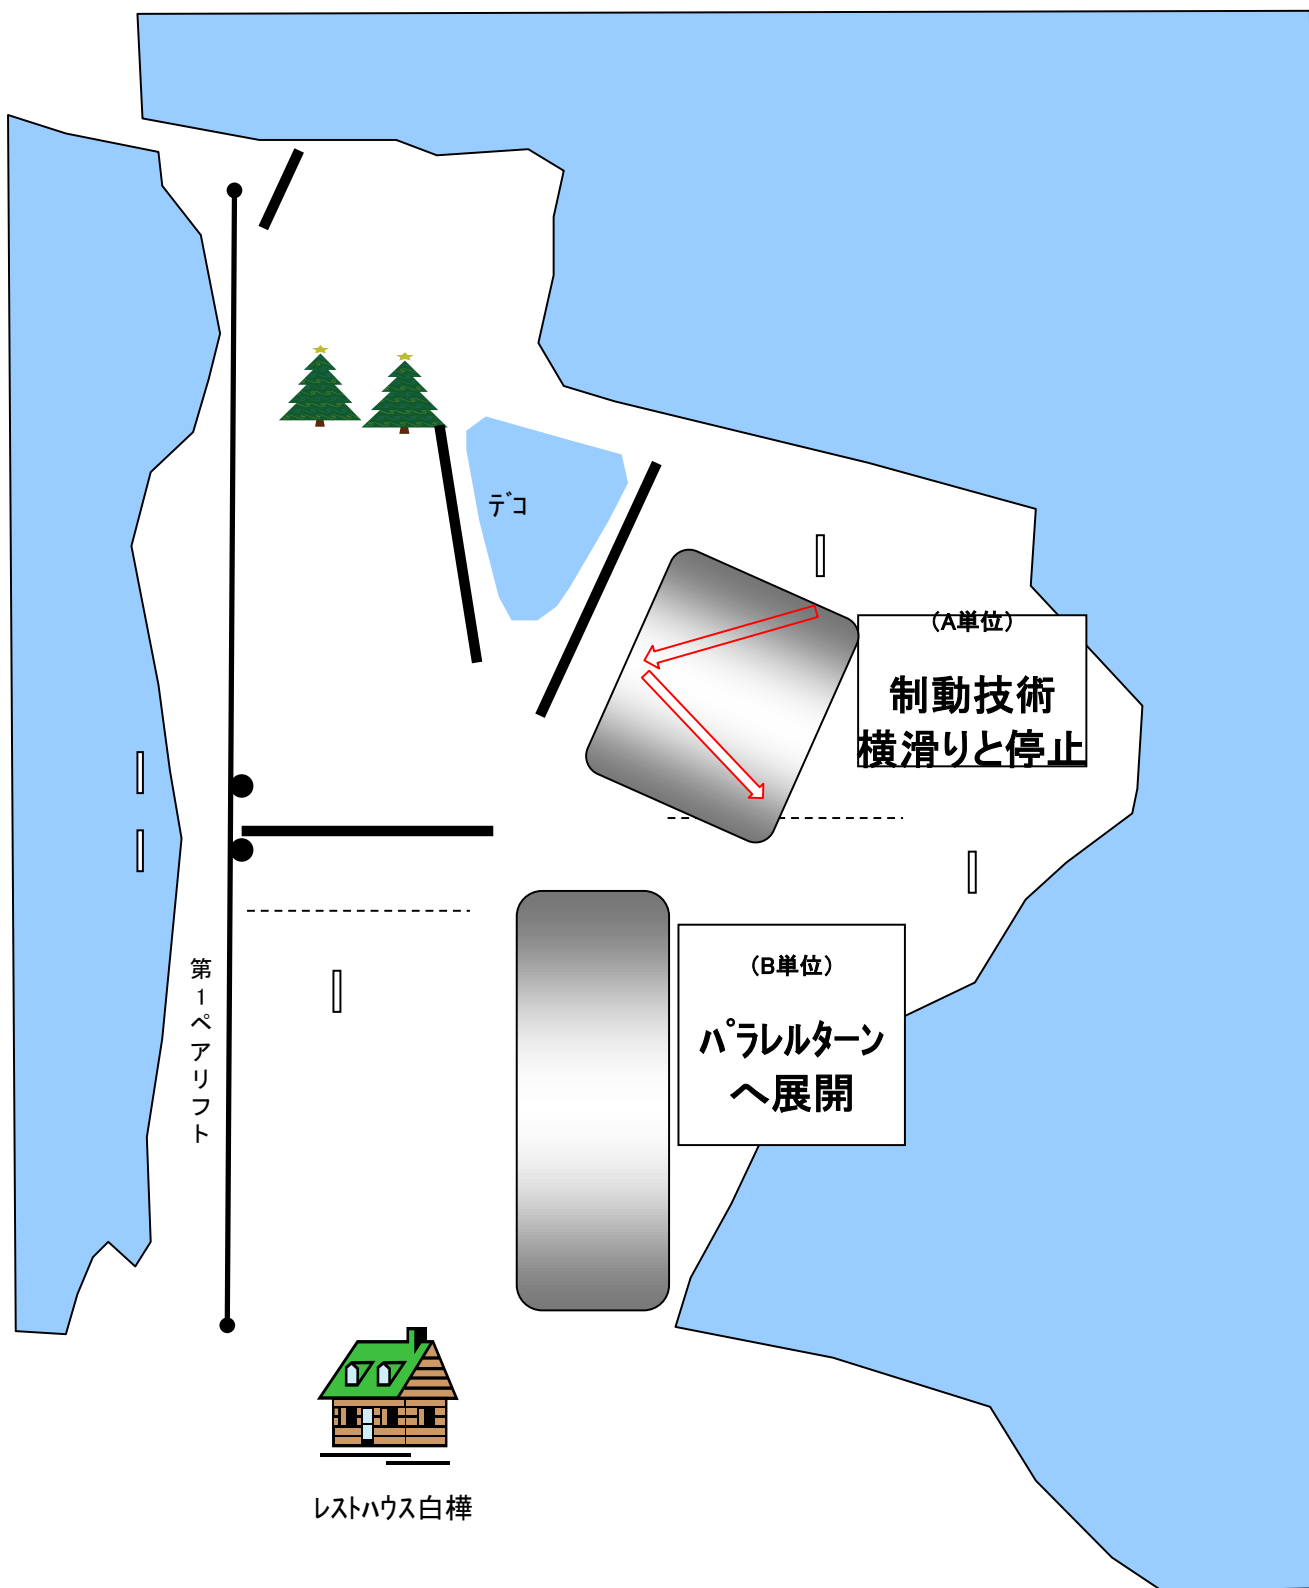 デコ
（A単位）
制動技術
横滑りと停止
（B単位）
パラレルターン
へ展開
第1ペアリフト
レストハウス白樺